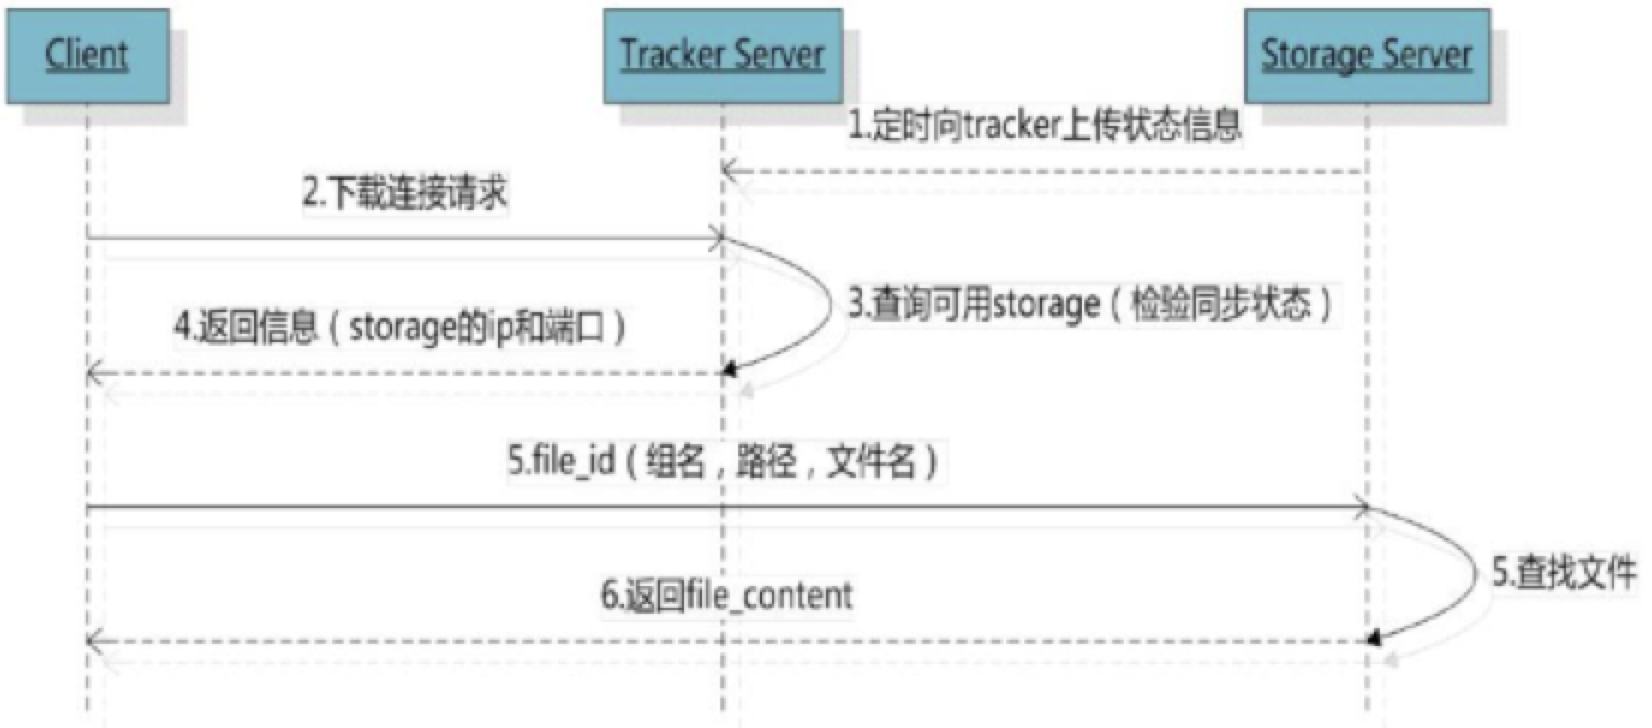 Client
Tracker Server
Storage Server
1.定时向tracker上传状态信息
2.下载连接请求
3.查询可用storage（检验同步状态）
4.返回信息（storage的ip和端口）
5.file_id（组名，路径，文件名）
5.查找文件
6.返回file_content